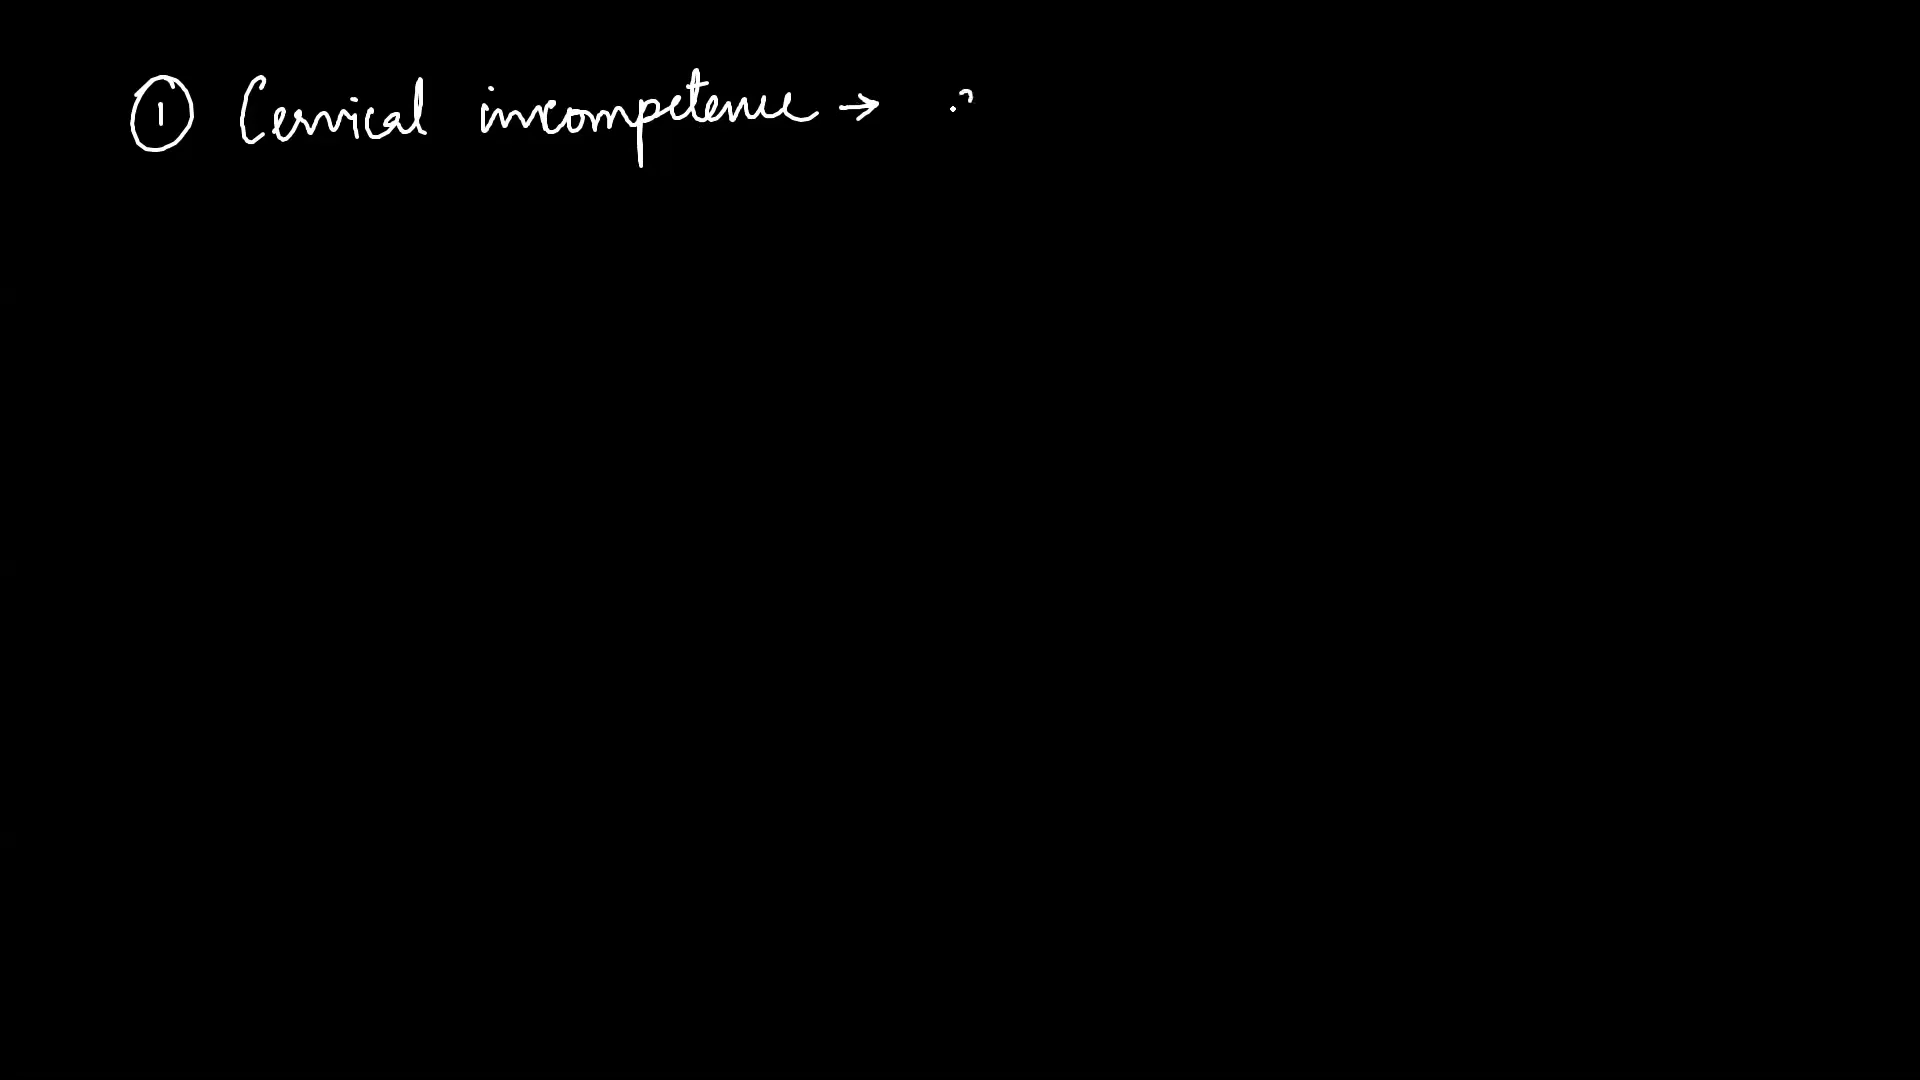 ① Cervical incompetence →